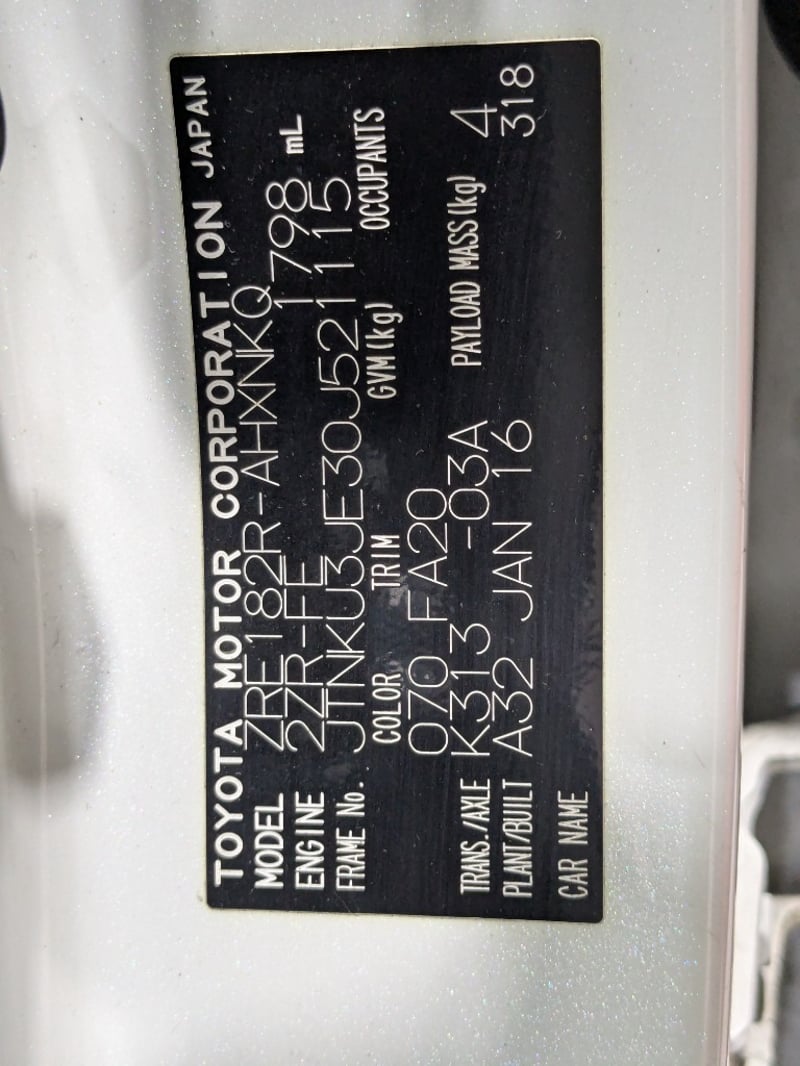 TOYOTA MOTOR CORPORATION JAPAN
MODEL ZRE182R-AHXNKQ
ENGINE 2ZR-FE 1798 mL
FRAME No. JTNKU3JE30J521115
COLOR TRIM GVM(kg) OCCUPANTS
070 FA20 4
TRANS./AXLE K313 -03A PAYLOAD MASS(kg)
PLANT/BUILT A32 JAN 16 318
CAR NAME